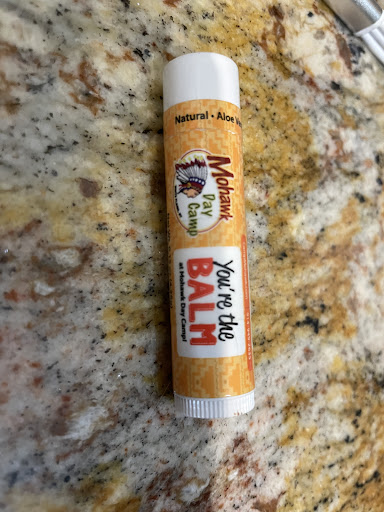 Natural • Aloe
Mohawk
Day
Camp
You're the
BALM
at Mohawk Day Camp!